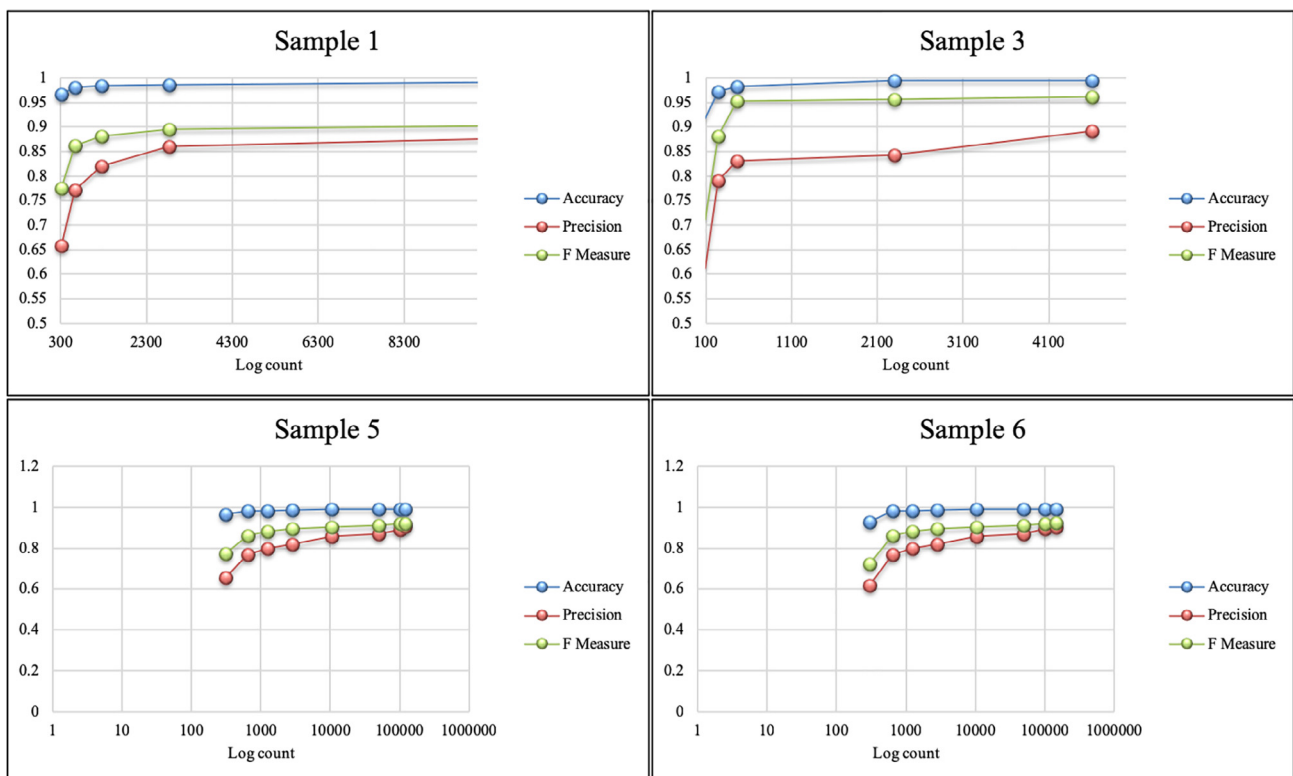 Sample 1
1
0.95
0.9
0.85
0.8
0.75
0.7
0.65
0.6
0.55
0.5
300 2300 4300 6300 8300
Log count
Accuracy
Precision
F Measure
Sample 3
1
0.95
0.9
0.85
0.8
0.75
0.7
0.65
0.6
0.55
0.5
100 1100 2100 3100 4100
Log count
Accuracy
Precision
F Measure
Sample 5
1.2
1
0.8
0.6
0.4
0.2
0
1 10 100 1000 10000 100000 1000000
Log count
Accuracy
Precision
F Measure
Sample 6
1.2
1
0.8
0.6
0.4
0.2
0
1 10 100 1000 10000 100000 1000000
Log count
Accuracy
Precision
F Measure